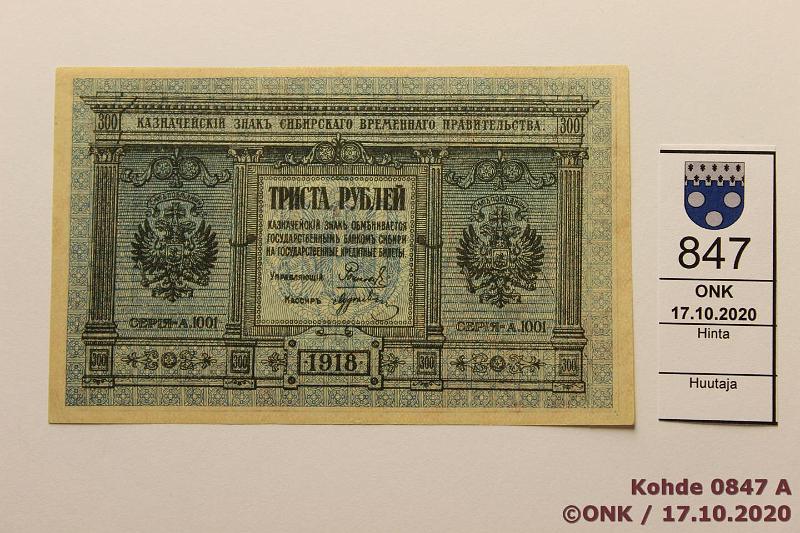 300 КАЗНАЧЕЙСКІЙ ЗНАКЪ СИБИРСКАГО ВРЕМЕННАГО ПРАВИТЕЛЬСТВА. 300
ТРИСТА РУБЛЕЙ
КАЗНАЧЕЙСКІЙ ЗНАКЪ ОБМѢНИВАЕТСЯ
ГОСУДАРСТВЕННЫМЪ БАНКОМЪ СИБИРИ
НА ГОСУДАРСТВЕННЫЕ КРЕДИТНЫЕ БИЛЕТЫ.
УПРАВЛЯЮЩІЙ
КАССИРЪ
СЕРІЯ-А.1001 СЕРІЯ-А.1001
300 300 1918 300 300
847
ONK
17.10.2020
Hinta
Huutaja
Kohde 0847 A
©ONK / 17.10.2020